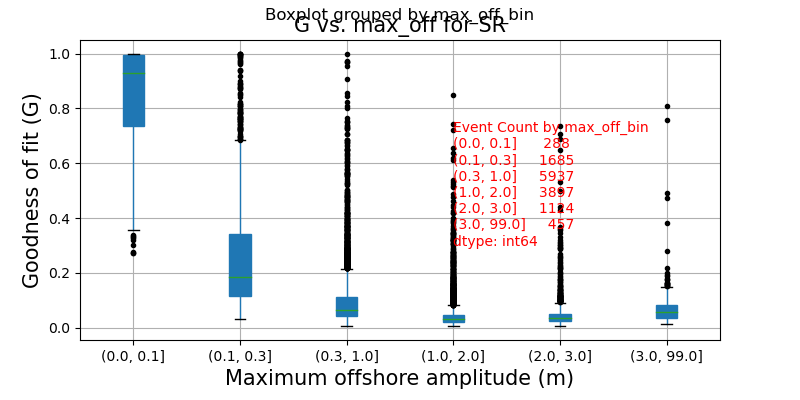 Boxplot grouped by max_off_bin
G vs. max_off for SR
Goodness of fit (G)
1.0
0.8
0.6
0.4
0.2
0.0
Event Count by max_off_bin
(0.0, 0.1] 288
(0.1, 0.3] 1685
(0.3, 1.0] 5937
(1.0, 2.0] 3897
(2.0, 3.0]
(3.0, 99.0] 457
dtype: int64
(0.0, 0.1] (0.1, 0.3] (0.3, 1.0] (1.0, 2.0] (2.0, 3.0] (3.0, 99.0]
Maximum offshore amplitude (m)